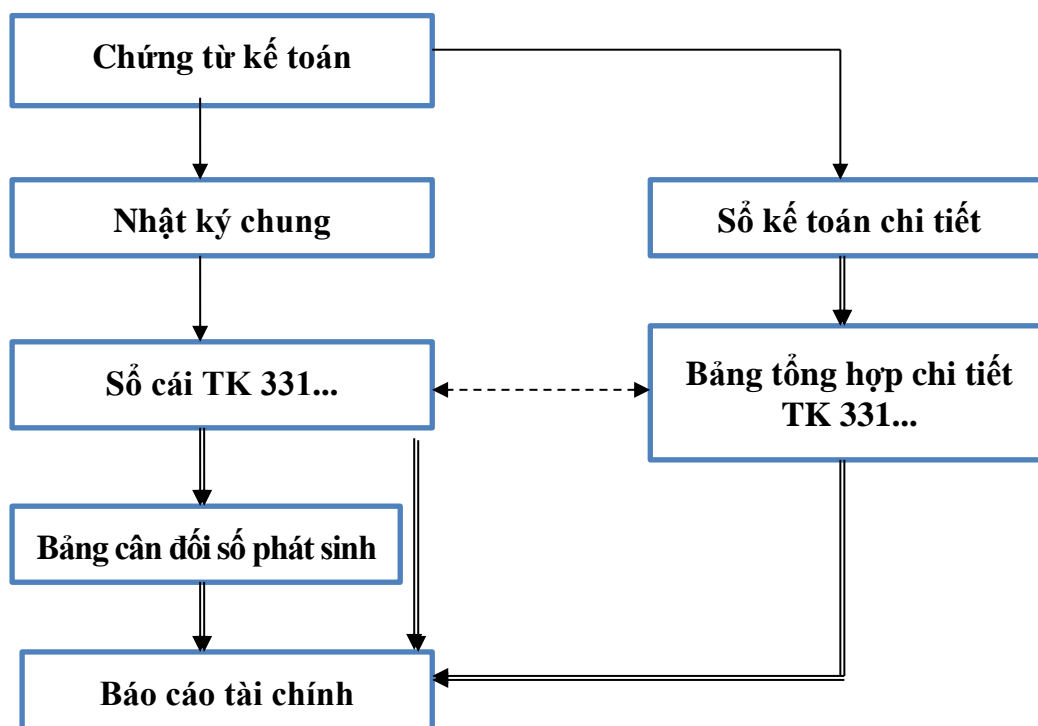 Chứng từ kế toán
Nhật ký chung
Sổ kế toán chi tiết
Sổ cái TK 331...
Bảng tổng hợp chi tiết
TK 331...
Bảng cân đối số phát sinh
Báo cáo tài chính